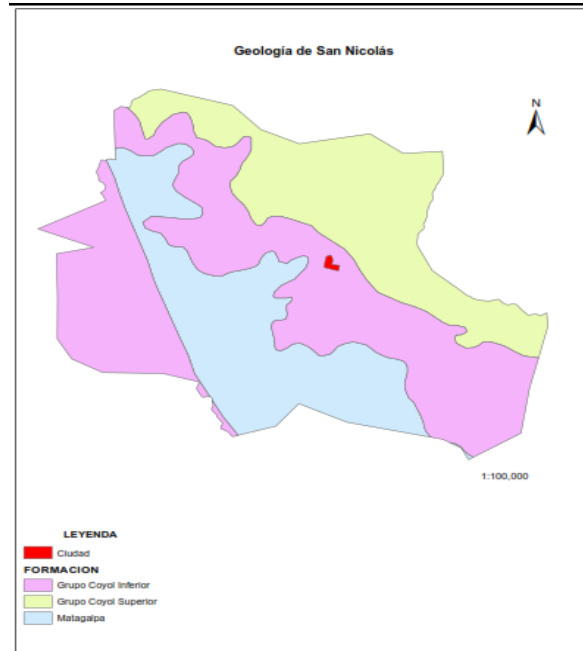 Geología de San Nicolás
N
1:100,000
LEYENDA
Ciudad
FORMACION
Grupo Coyol Inferior
Grupo Coyol Superior
Matagalpa